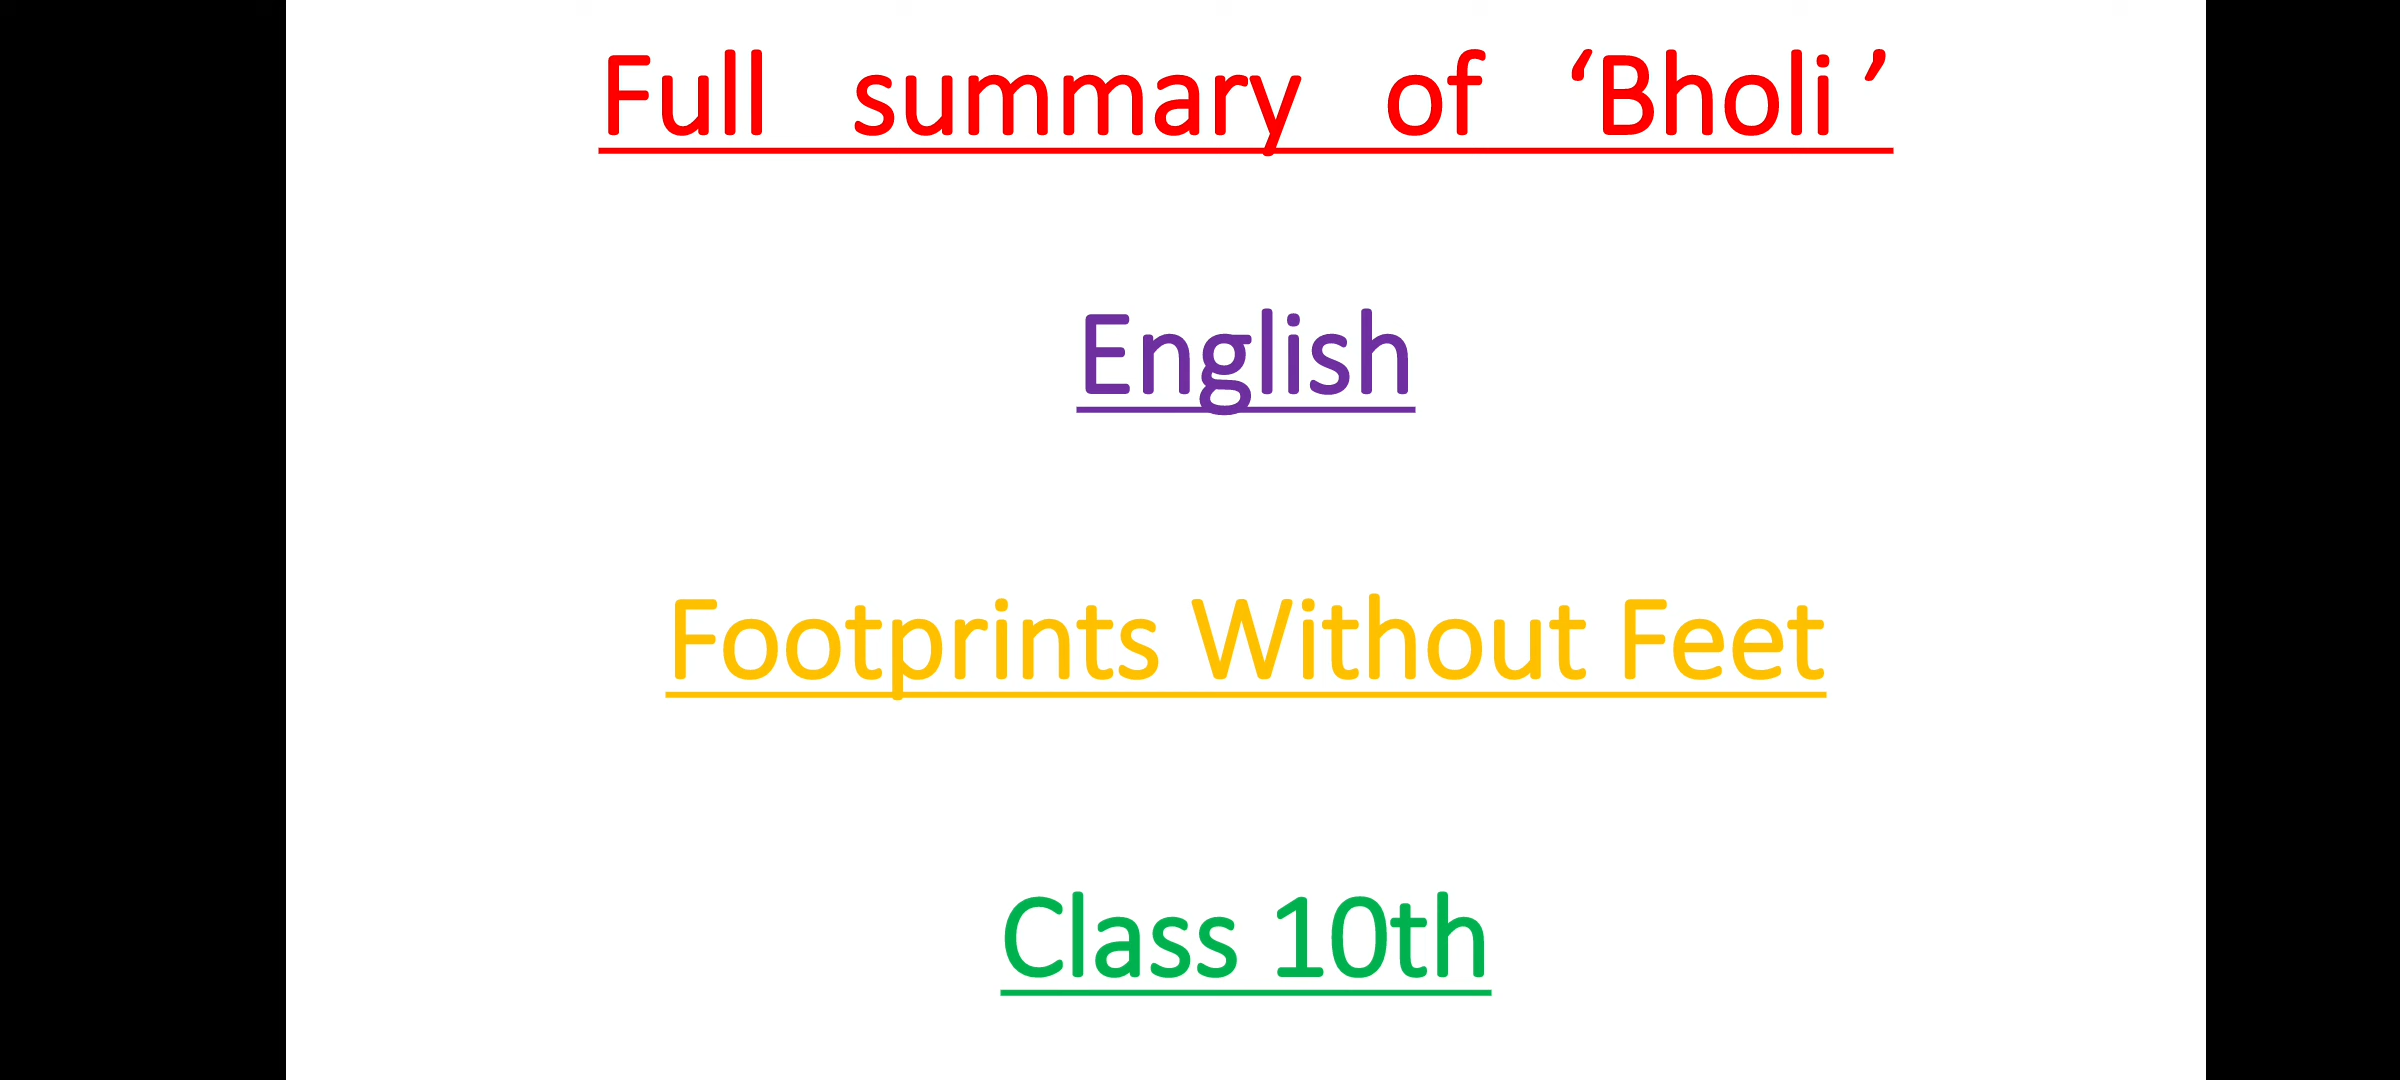 Full summary of ‘Bholi ’
English
Footprints Without Feet
Class 10th